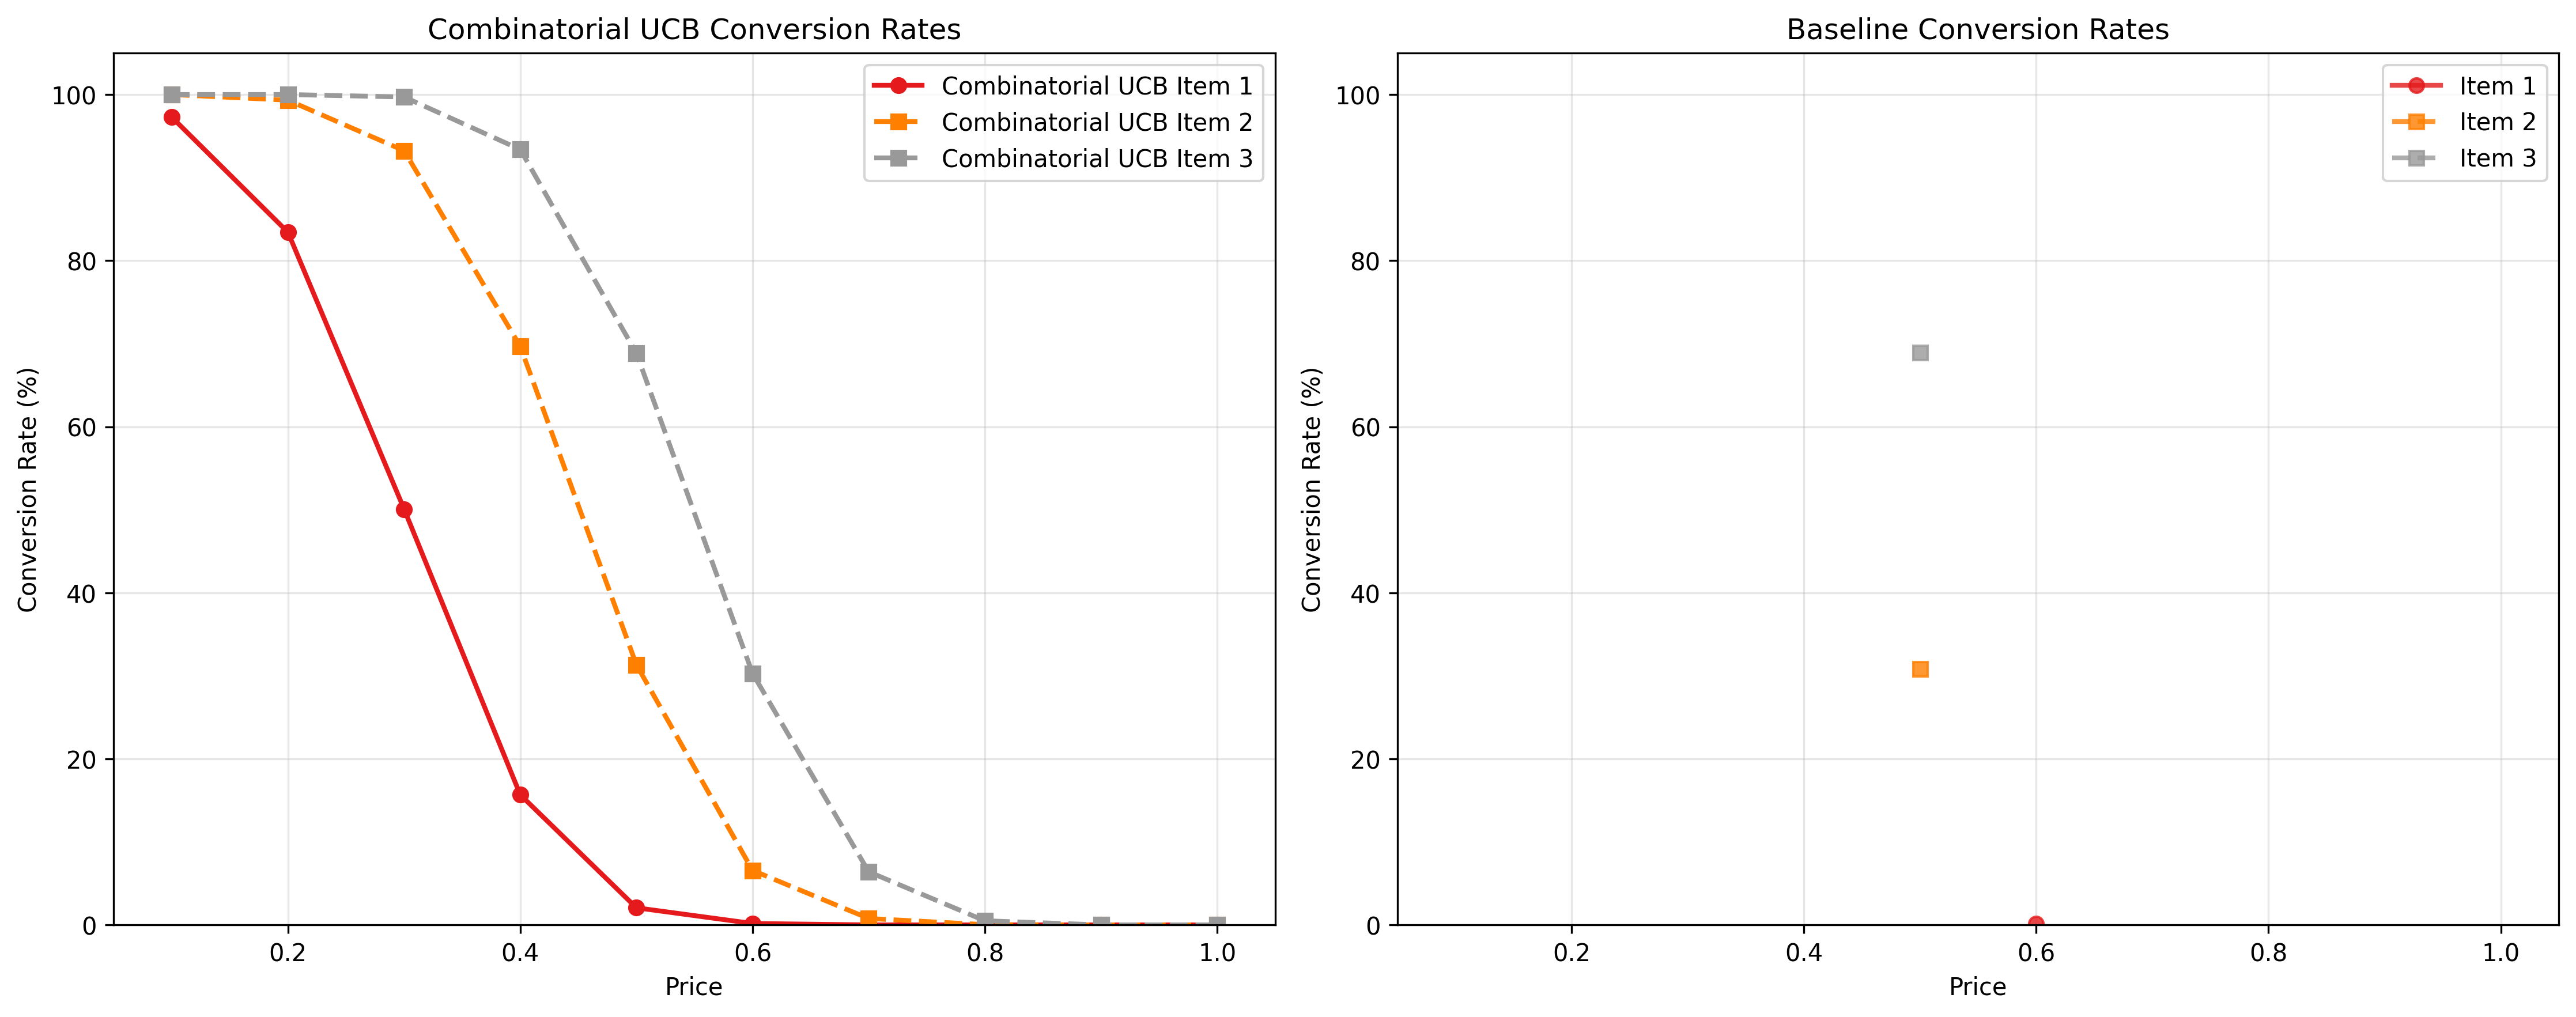 Combinatorial UCB Conversion Rates
Combinatorial UCB Item 1
Combinatorial UCB Item 2
Combinatorial UCB Item 3
Conversion Rate (%)
100
80
60
40
20
0
0.2
0.4
0.6
0.8
1.0
Price
Baseline Conversion Rates
Item 1
Item 2
Item 3
Conversion Rate (%)
100
80
60
40
20
0
0.2
0.4
0.6
0.8
1.0
Price